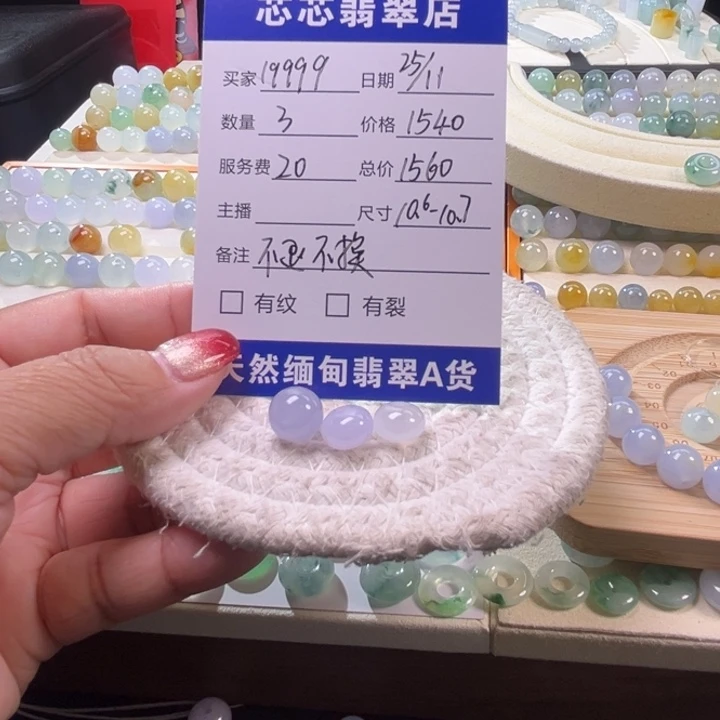 芯芯翡翠店
买家 19999 日期 25/11
数量 3 价格 1540
服务费 20 总价 1560
主播 尺寸 10.6-10.7
备注 不退不换
□ 有纹 □ 有裂
天然缅甸翡翠A货